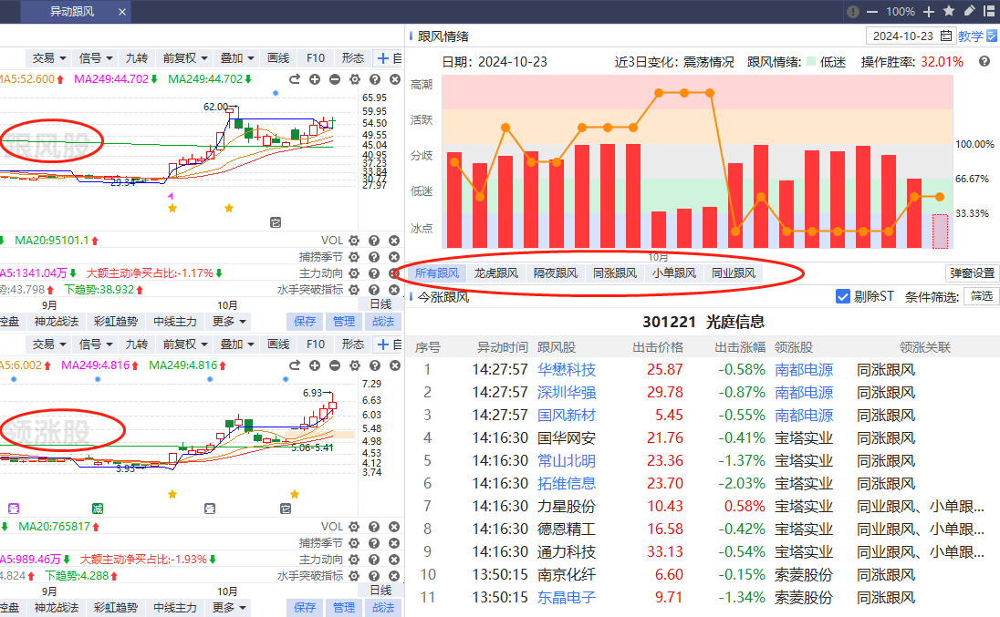 异动跟风 × 100%
交易 信号 九转 前复权 叠加 画线 F10 形态 自
MA5:52.600 MA249:44.702 MA249:44.702
62.00
29.34
跟风股
65.95
59.95
54.50
49.55
45.04
40.95
37.23
33.84
30.77
27.97
MA20:95101.1 VOL
捕捞季节
A5:1341.04万 大额主动净买占比:-1.17% 主力动向
势:43.798 下趋势:38.932 水手突破指标
9月 10月 日线
控盘 神龙战法 彩虹趋势 中线主力 更多 保存 管理 战法
交易 信号 九转 前复权 叠加 画线 F10 形态 自
A5:6.002 MA249:4.816 MA249:4.816
6.93
5.06-5.41
3.93
领涨股
7.29
6.63
6.03
5.48
4.98
4.53
4.12
3.74
减
MA20:765817 VOL
捕捞季节
A5:989.46万 大额主动净买占比:-1.93% 主力动向
4.824 下趋势:4.288 水手突破指标
9月 10月 日线
控盘 神龙战法 彩虹趋势 中线主力 更多 保存 管理 战法
跟风情绪 2024-10-23 教学
日期: 2024-10-23 近3日变化: 震荡情况 跟风情绪: 低迷 操作胜率: 32.01%
高潮
活跃
分歧
低迷
冰点
100.00%
66.67%
33.33%
10月
所有跟风 龙虎跟风 隔夜跟风 同涨跟风 小单跟风 同业跟风 弹窗设置
今涨跟风 剔除ST 条件筛选: 筛选
301221 光庭信息
序号 异动时间 跟风股 出击价格 出击涨幅 领涨股 领涨关联
1 14:27:57 华懋科技 25.87 -0.58% 南都电源 同涨跟风
2 14:27:57 深圳华强 29.78 -0.87% 南都电源 同涨跟风
3 14:27:57 国风新材 5.45 -0.55% 南都电源 同涨跟风
4 14:16:30 国华网安 21.76 -0.41% 宝塔实业 同涨跟风
5 14:16:30 常山北明 23.36 -1.37% 宝塔实业 同涨跟风
6 14:16:30 拓维信息 23.70 -2.03% 宝塔实业 同涨跟风
7 14:16:30 力星股份 10.43 0.58% 宝塔实业 同业跟风、小单跟...
8 14:16:30 德恩精工 16.58 -0.42% 宝塔实业 同业跟风、小单跟...
9 14:16:30 通力科技 33.13 -0.54% 宝塔实业 同业跟风、小单跟...
10 13:50:15 南京化纤 6.60 -0.15% 索菱股份 同涨跟风
11 13:50:15 东晶电子 9.71 -1.34% 索菱股份 同涨跟风